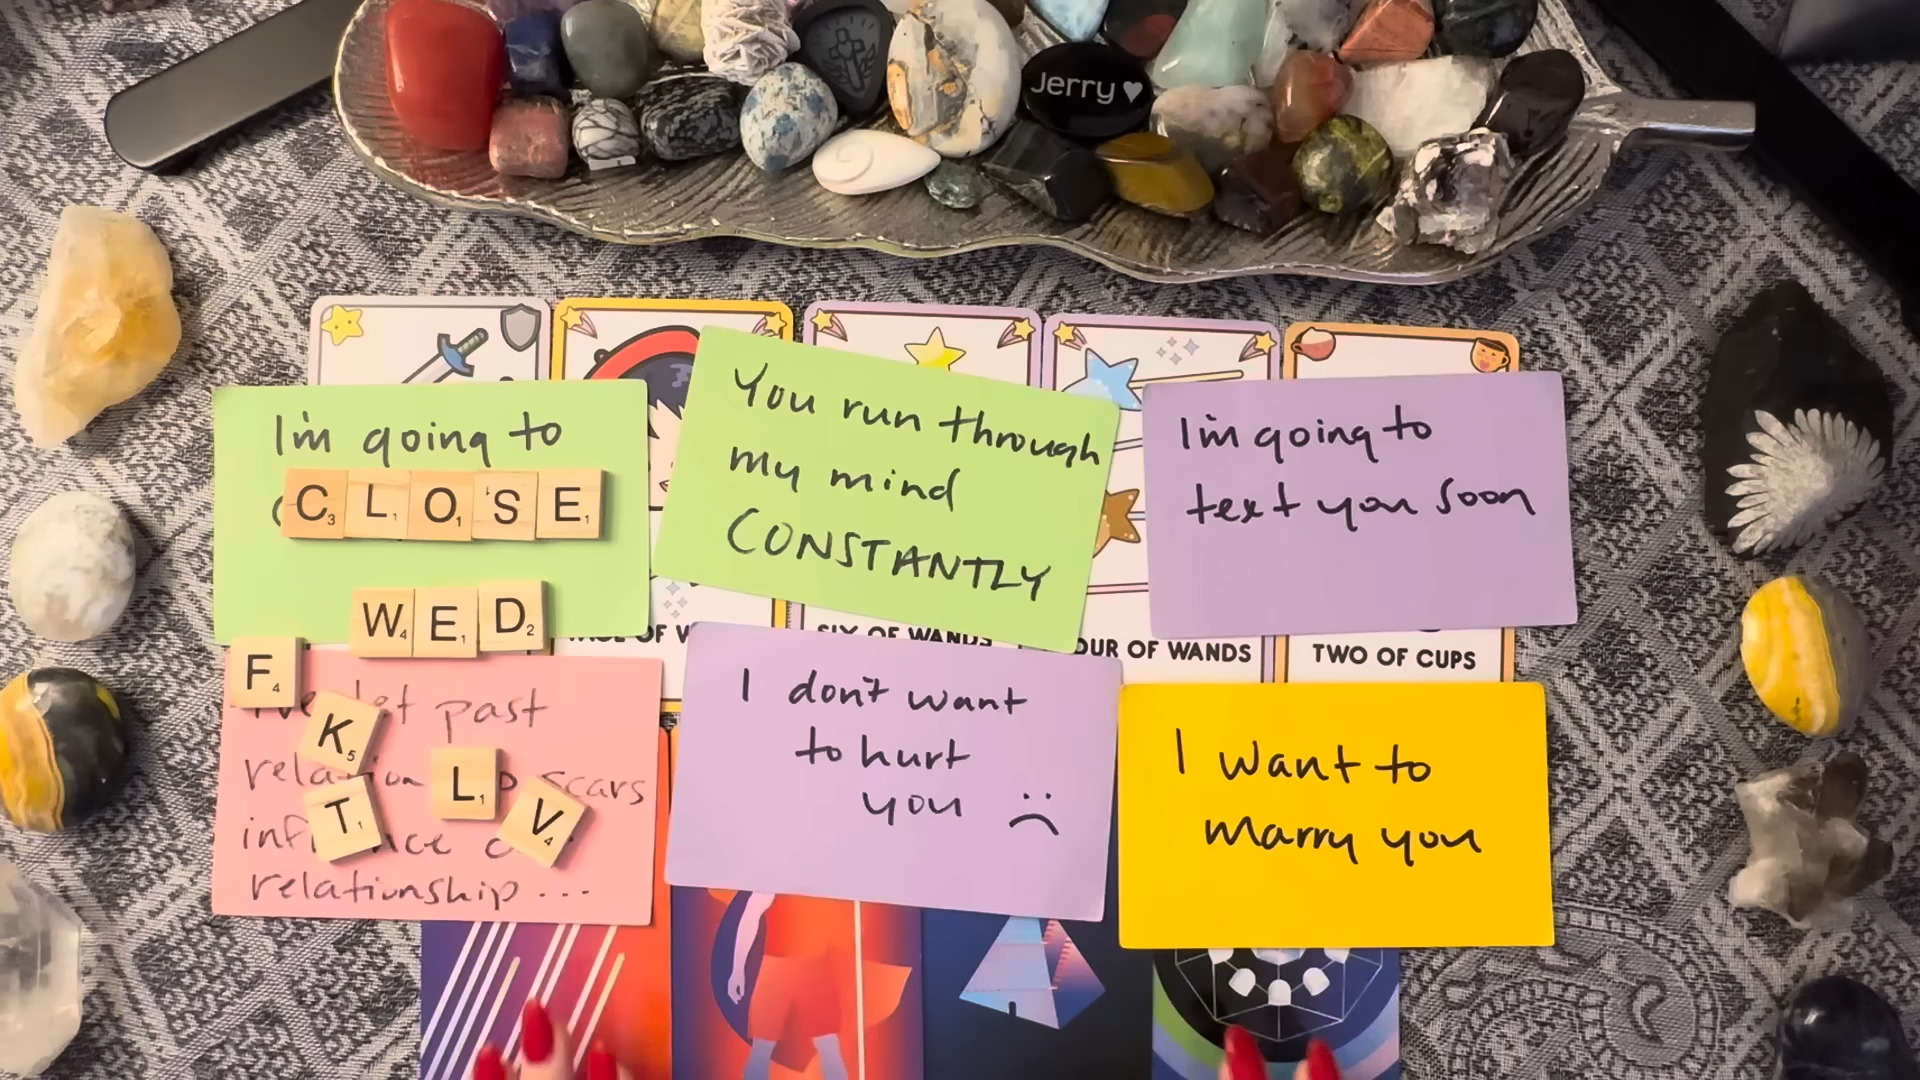 Jerry
I'm going to
CLOSE
WED
You run through
my mind
CONSTANTLY
I'm going to
text you soon
OF
SIX OF WANDS
OUR OF WANDS
TWO OF CUPS
F
K
T
L
V
past
scars
relationship...
I don't want
to hurt
you
I want to
marry you